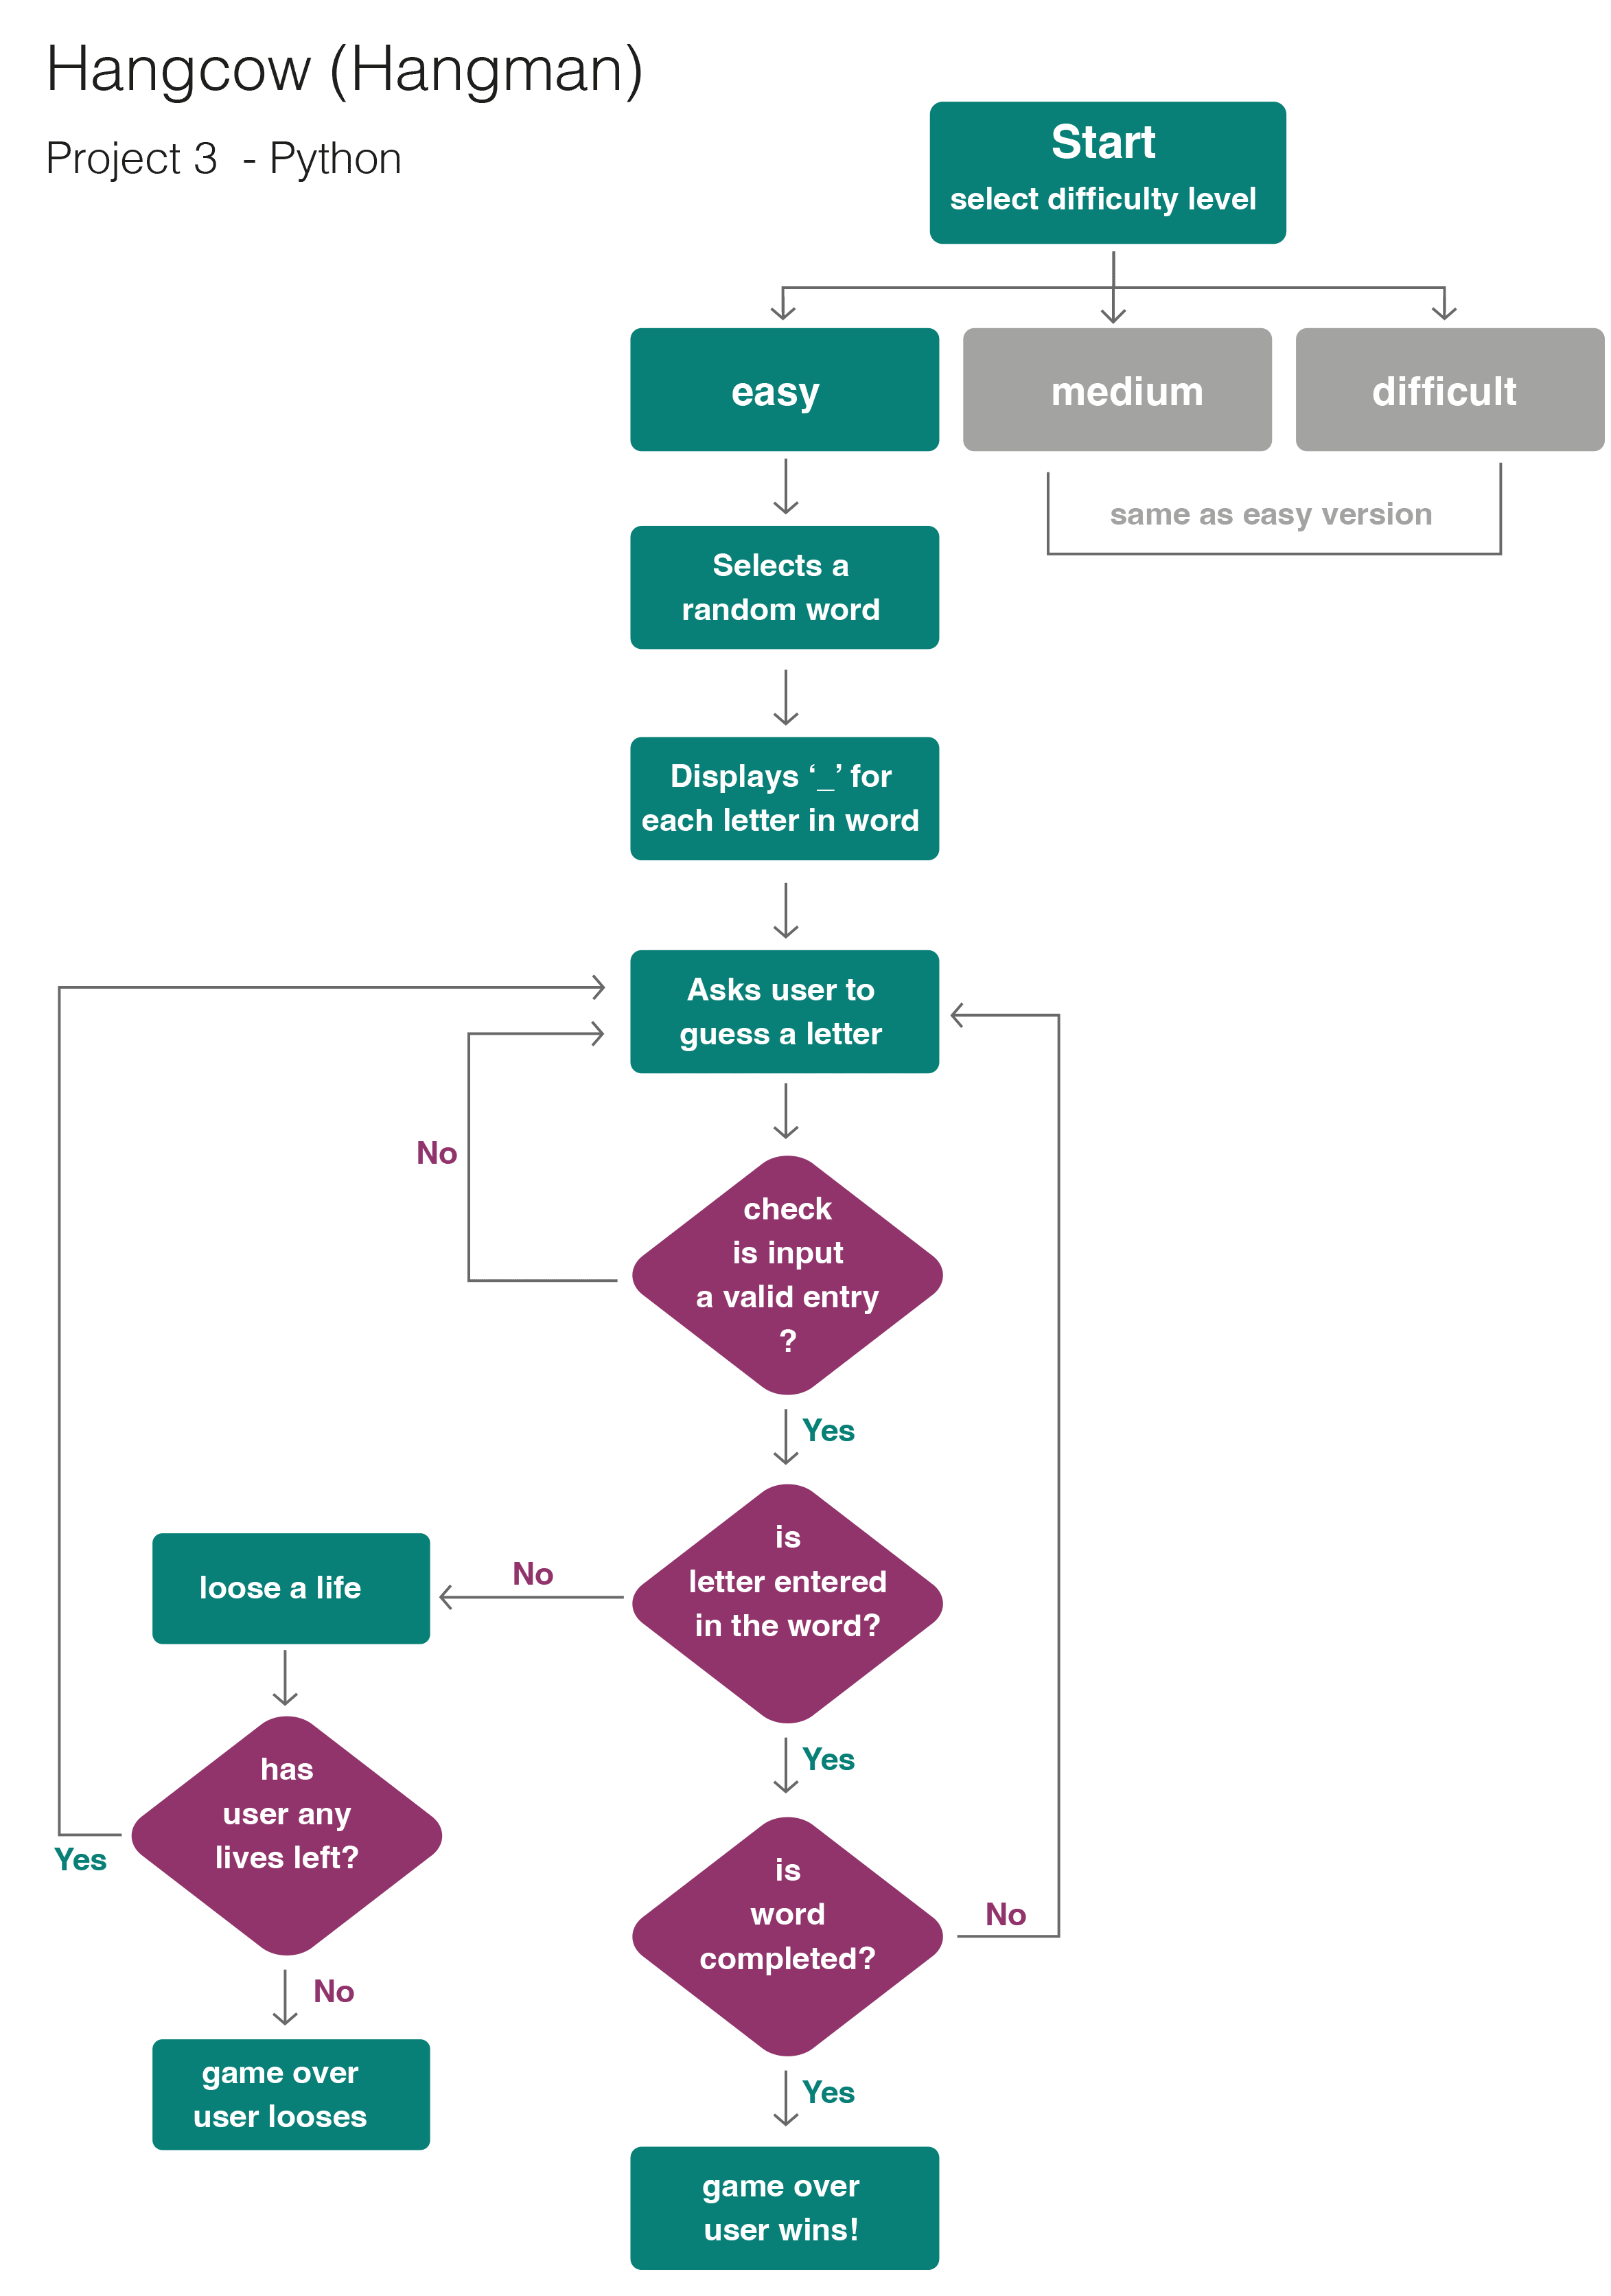 Hangcow (Hangman)
Project 3  - Python
Start
select difficulty level
easy
medium
difficult
same as easy version
Selects a
random word
Displays ‘_’ for
each letter in word
Asks user to
guess a letter
No
check
is input
a valid entry
?
Yes
is
letter entered
in the word?
No
loose a life
Yes
has
user any
lives left?
Yes
is
word
completed?
No
No
game over
user looses
Yes
game over
user wins!